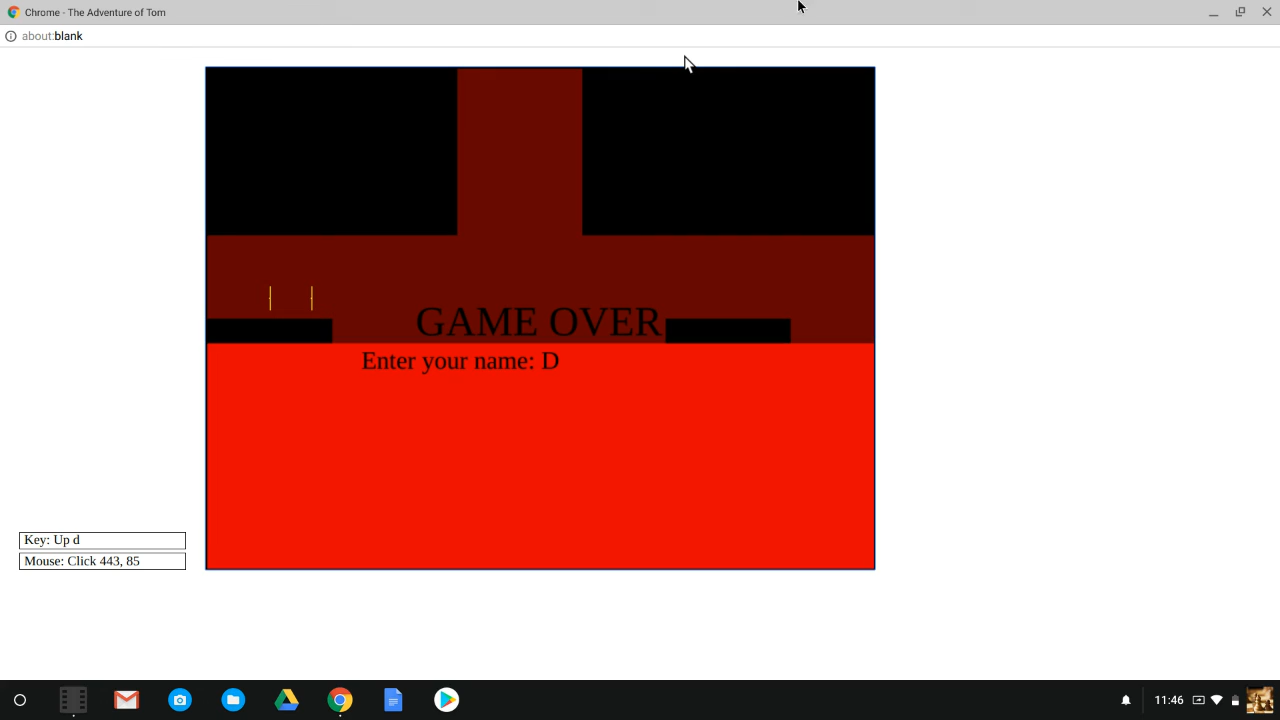 Chrome - The Adventure of Tom
about:blank
GAME OVER
Enter your name: D
Key: Up d
Mouse: Click 443, 85
11:46